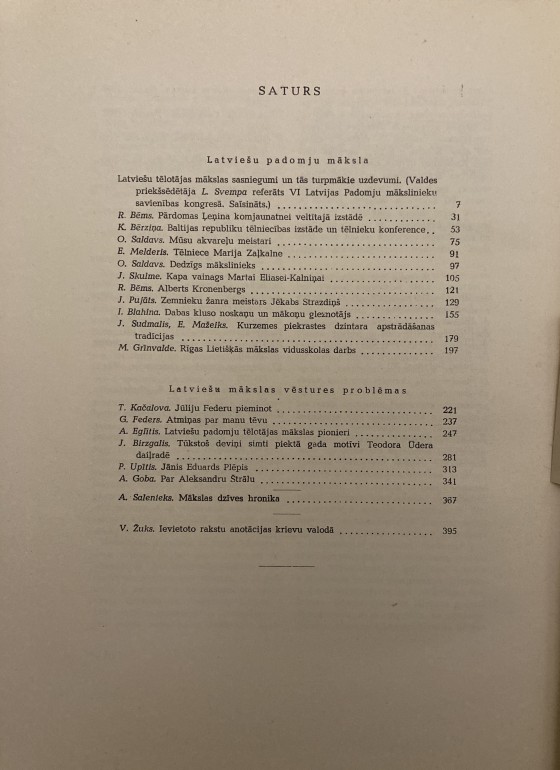 SATURS
Latviešu padomju māksla
Latviešu tēlotājas mākslas sasniegumi un tās turpmākie uzdevumi. (Valdes
priekšsēdētāja L. Svempa referāts VI Latvijas Padomju mākslinieku
savienības kongresā. Saīsināts.) 7
R. Bēms. Pārdomas Ļeņina komjaunatnei veltītajā izstādē 31
K. Bērziņa. Baltijas republiku tēlniecības izstāde un tēlnieku konference 53
O. Saldavs. Mūsu akvareļu meistari 75
E. Melderis. Tēlniece Marija Zaļkalne 91
O. Saldavs. Dedzīgs mākslinieks 97
J. Skulme. Kapa vainags Martai Eliasei-Kalniņai 105
R. Bēms. Alberts Kronenbergs 121
J. Pujāts. Zemnieku žanra meistars Jēkabs Strazdiņš 129
I. Blahina. Dabas kluso noskaņu un mākoņu gleznotājs 155
J. Sudmalis, E. Mažeiks. Kurzemes piekrastes dzintara apstrādāšanas
tradīcijas 179
M. Grīnvalde. Rīgas Lietišķās mākslas vidusskolas darbs 197
Latviešu mākslas vēstures problēmas
T. Kačalova. Jūliju Federu pieminot 221
G. Feders. Atmiņas par manu tēvu 237
A. Eglītis. Latviešu padomju tēlotājas mākslas pionieri 247
J. Birzgalis. Tūkstoš deviņi simti piektā gada motīvi Teodora Ūdera
daiļradē 281
P. Upītis. Jānis Eduards Plēpis 313
A. Goba. Par Aleksandru Štrālu 341
A. Salenieks. Mākslas dzīves hronika 367
V. Žuks. Ievietoto rakstu anotācijas krievu valodā 395